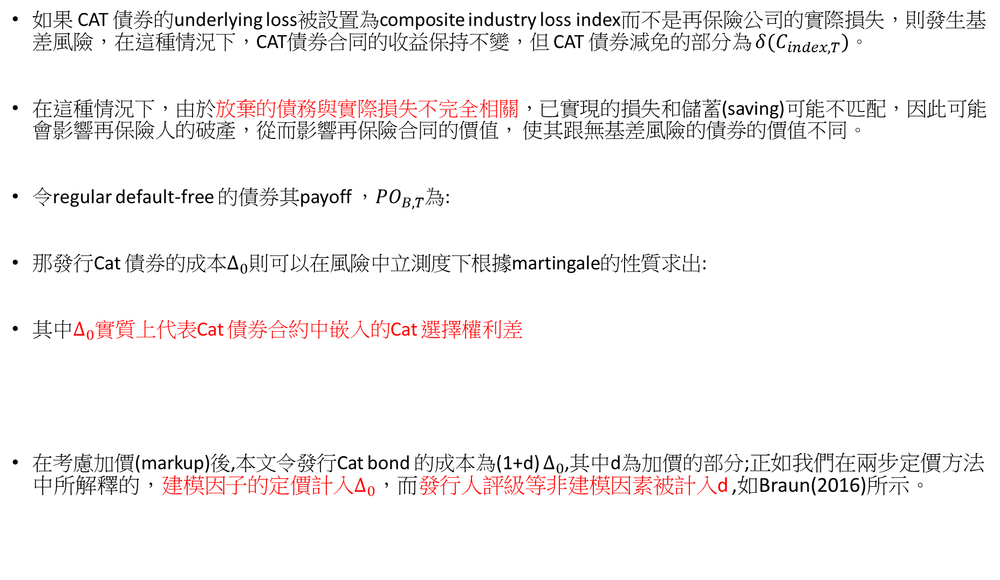 • 如果 CAT 債券的underlying loss被設置為composite industry loss index而不是再保險公司的實際損失，則發生基
差風險，在這種情況下，CAT債券合同的收益保持不變，但 CAT 債券減免的部分為 𝛿(𝐶𝑖𝑛𝑑𝑒𝑥,𝑇)。
• 在這種情況下，由於放棄的債務與實際損失不完全相關，已實現的損失和儲蓄(saving)可能不匹配，因此可能
會影響再保險人的破產，從而影響再保險合同的價值， 使其跟無基差風險的債券的價值不同。
• 令regular default-free 的債券其payoff ，𝑃𝑂𝐵,𝑇為:
• 那發行Cat 債券的成本Δ0則可以在風險中立測度下根據martingale的性質求出:
• 其中Δ0實質上代表Cat 債券合約中嵌入的Cat 選擇權利差
• 在考慮加價(markup)後,本文令發行Cat bond 的成本為(1+d) Δ0,其中d為加價的部分;正如我們在兩步定價方法
中所解釋的，建模因子的定價計入Δ0，而發行人評級等非建模因素被計入d ,如Braun(2016)所示。